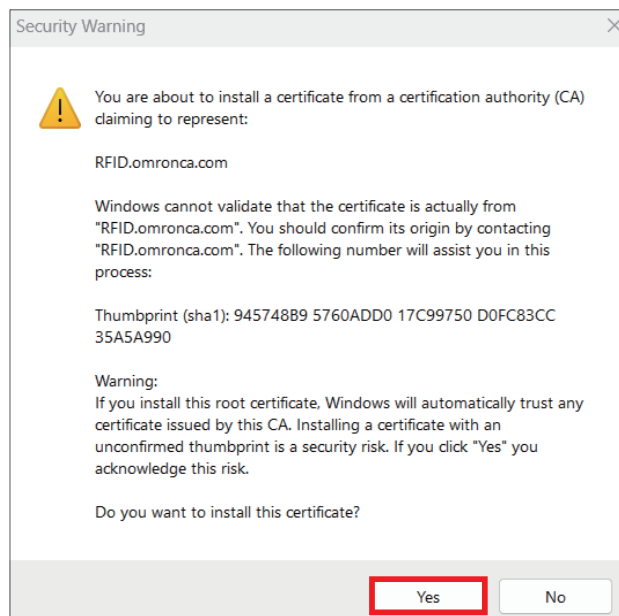 Security Warning
You are about to install a certificate from a certification authority (CA)
claiming to represent:
RFID.omronca.com
Windows cannot validate that the certificate is actually from
"RFID.omronca.com". You should confirm its origin by contacting
"RFID.omronca.com". The following number will assist you in this
process:
Thumbprint (sha1): 945748B9 5760ADD0 17C99750 D0FC83CC
35A5A990
Warning:
If you install this root certificate, Windows will automatically trust any
certificate issued by this CA. Installing a certificate with an
unconfirmed thumbprint is a security risk. If you click "Yes" you
acknowledge this risk.
Do you want to install this certificate?
Yes No